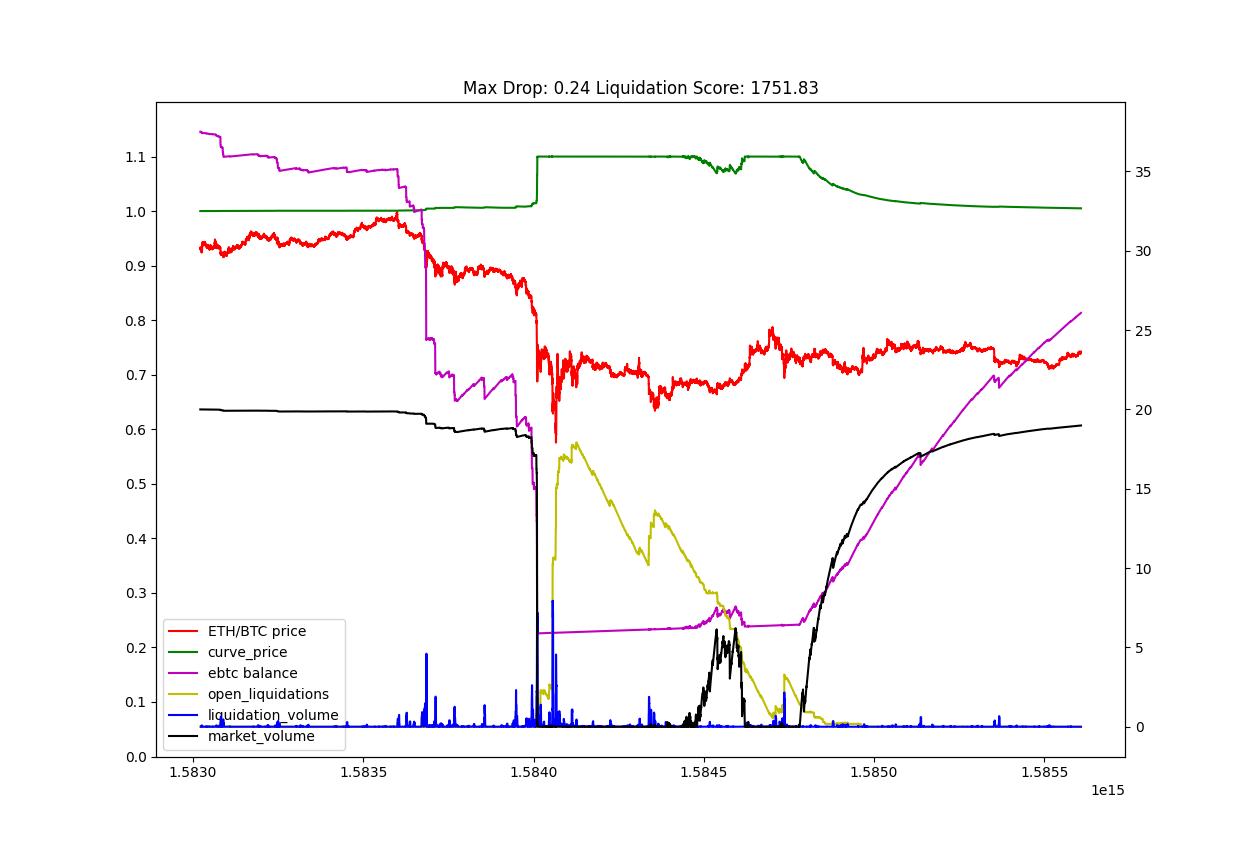 Max Drop: 0.24 Liquidation Score: 1751.83
1.1
1.0
0.9
0.8
0.7
0.6
0.5
0.4
0.3
0.2
0.1
0.0
35
30
25
20
15
10
5
0
ETH/BTC price
curve_price
ebtc balance
open_liquidations
liquidation_volume
market_volume
1.5830 1.5835 1.5840 1.5845 1.5850 1.5855
1e15